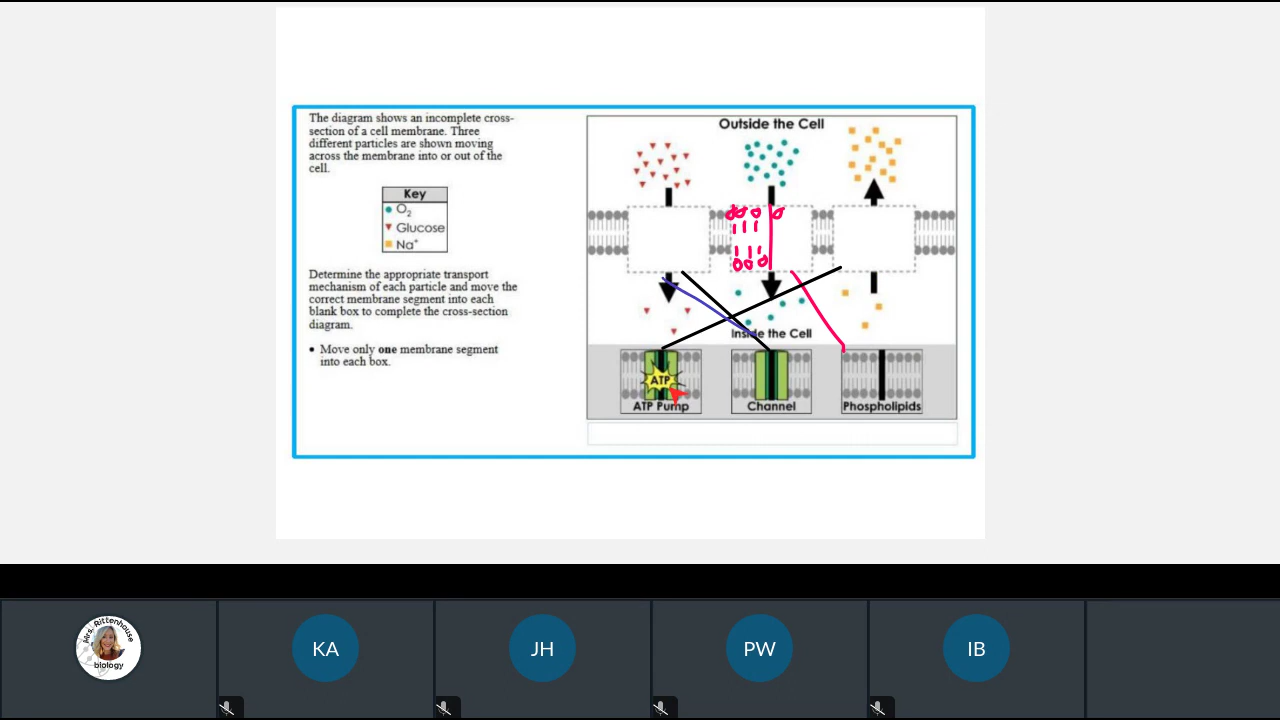 The diagram shows an incomplete cross-
section of a cell membrane. Three
different particles are shown moving
across the membrane into or out of the
cell.
Key
O2
Glucose
Na+
Determine the appropriate transport
mechanism of each particle and move the
correct membrane segment into each
blank box to complete the cross-section
diagram.
• Move only one membrane segment
into each box.
Outside the Cell
Inside the Cell
ATP
ATP Pump
Channel
Phospholipids
Mrs. Rittenhouse
biology
KA
JH
PW
IB